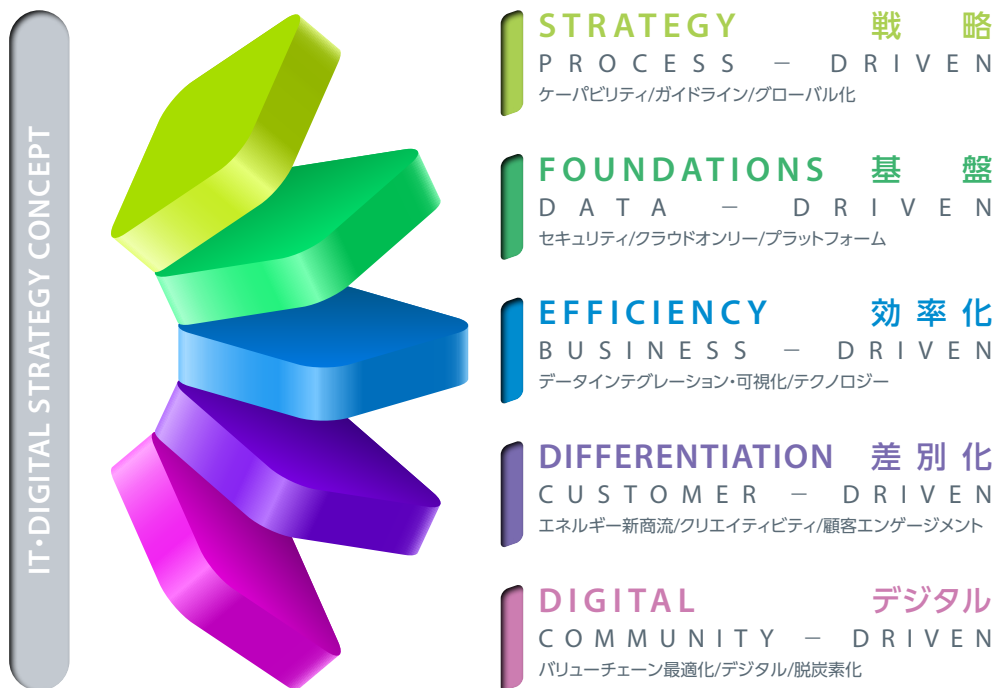 IT・DIGITAL STRATEGY CONCEPT
STRATEGY 戦略
PROCESS – DRIVEN
ケーパビリティ/ガイドライン/グローバル化
FOUNDATIONS 基盤
DATA – DRIVEN
セキュリティ/クラウドオンリー/プラットフォーム
EFFICIENCY 効率化
BUSINESS – DRIVEN
データインテグレーション・可視化/テクノロジー
DIFFERENTIATION 差別化
CUSTOMER – DRIVEN
エネルギー新商流/クリエイティビティ/顧客エンゲージメント
DIGITAL デジタル
COMMUNITY – DRIVEN
バリューチェーン最適化/デジタル/脱炭素化